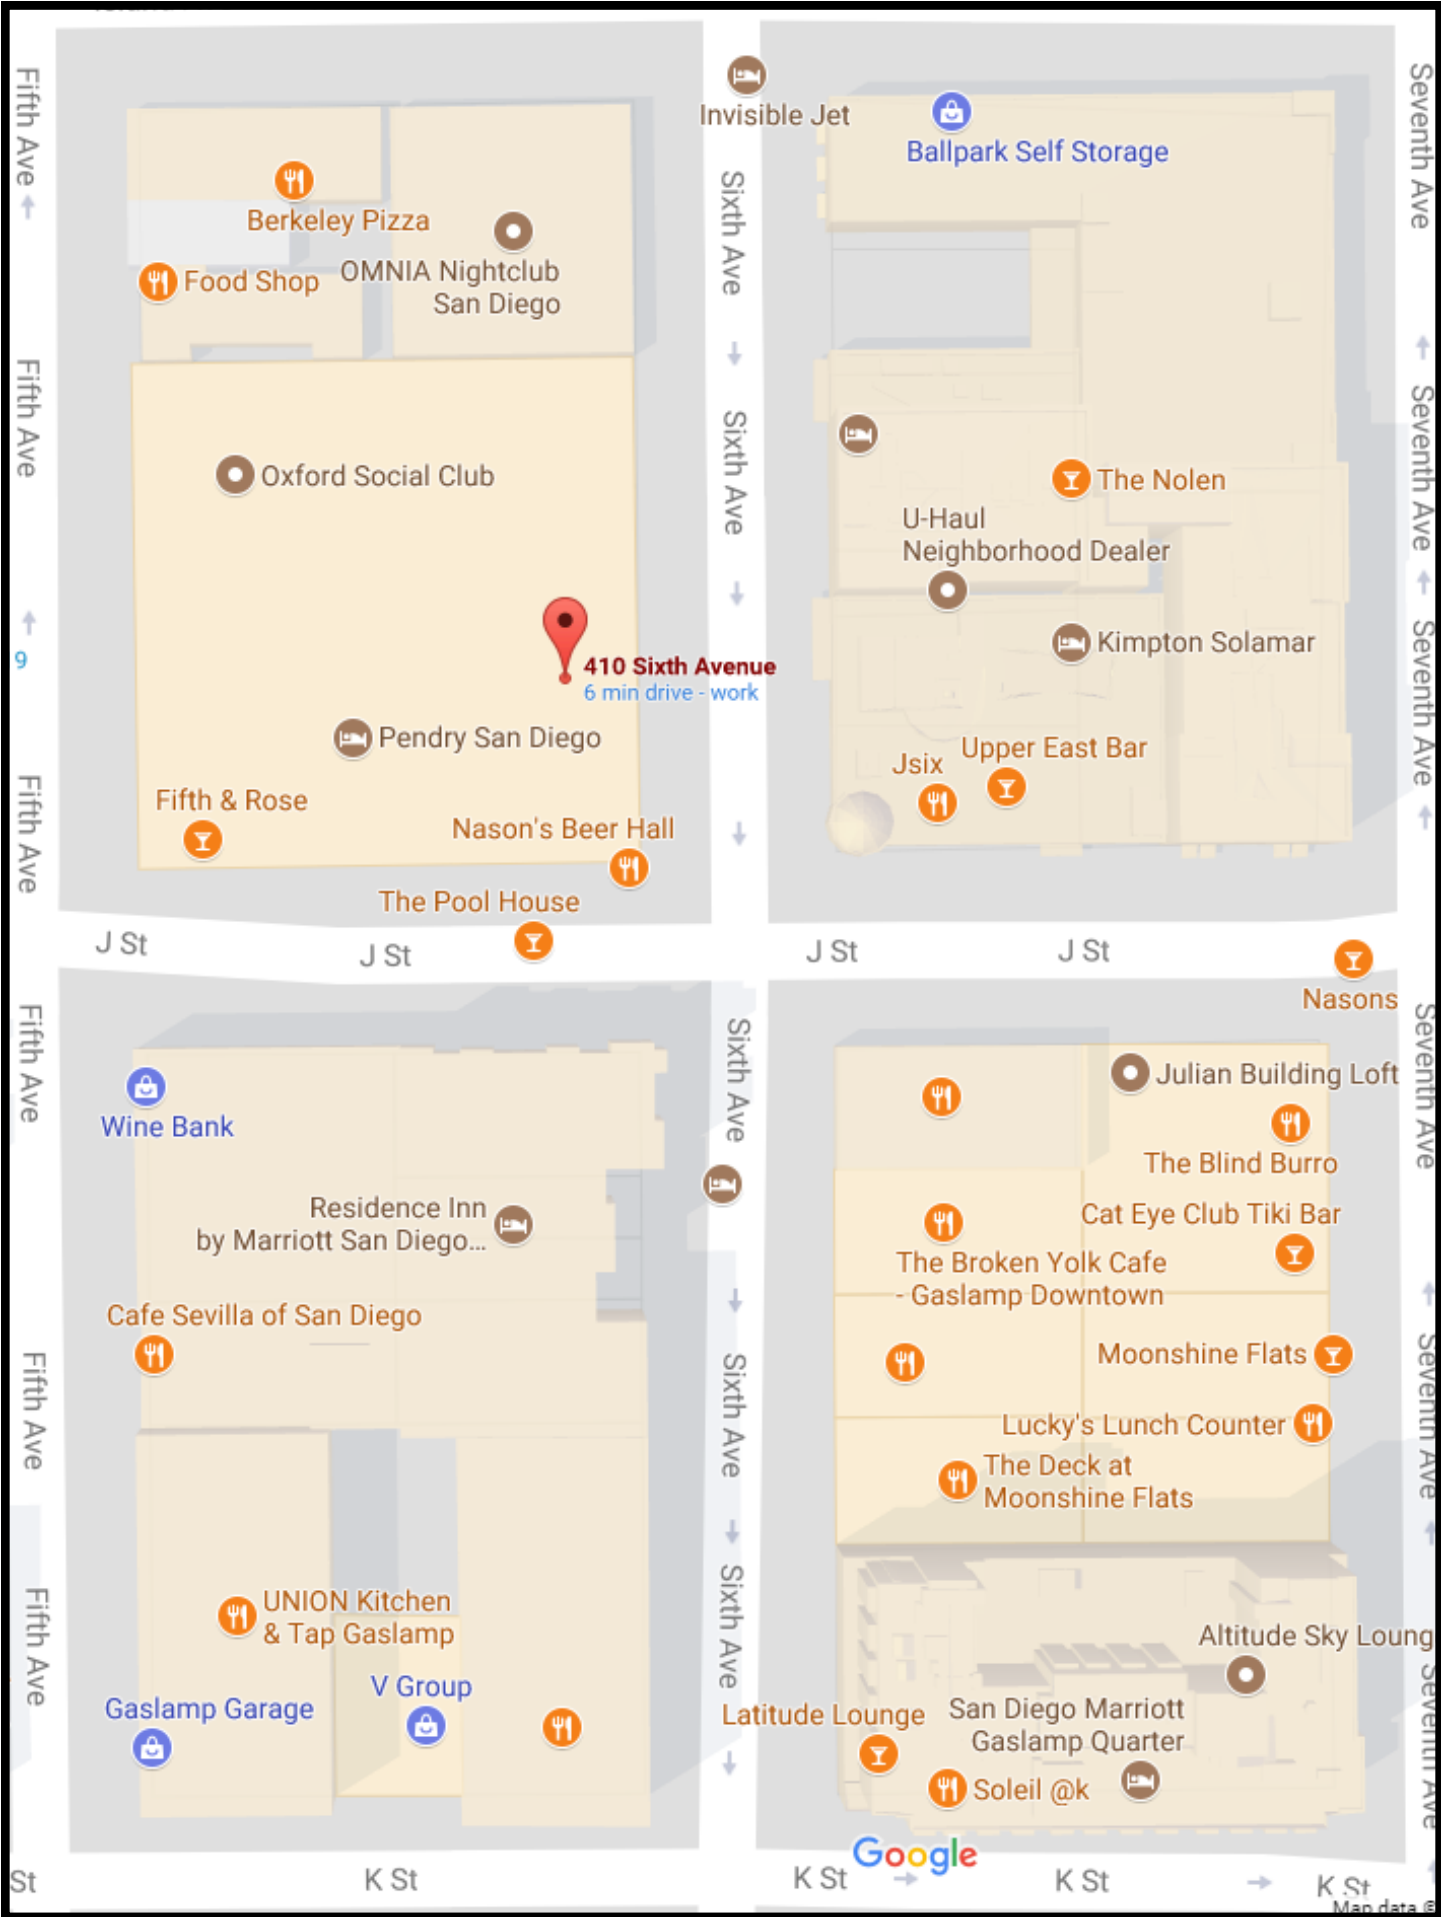 Fifth Ave
Invisible Jet
Ballpark Self Storage
Seventh Ave
Berkeley Pizza
Sixth Ave
Food Shop
OMNIA Nightclub
San Diego
Fifth Ave
Sixth Ave
Seventh Ave
Oxford Social Club
The Nolen
U-Haul
Neighborhood Dealer
9
410 Sixth Avenue
6 min drive - work
Kimpton Solamar
Seventh Ave
Pendry San Diego
Upper East Bar
Jsix
Fifth & Rose
Nason's Beer Hall
Fifth Ave
The Pool House
J St
J St
J St
J St
Nasons
Fifth Ave
Sixth Ave
Seventh Ave
Julian Building Loft
Wine Bank
The Blind Burro
Residence Inn
by Marriott San Diego...
Cat Eye Club Tiki Bar
The Broken Yolk Cafe
- Gaslamp Downtown
Cafe Sevilla of San Diego
Moonshine Flats
Fifth Ave
Sixth Ave
Seventh Ave
Lucky's Lunch Counter
The Deck at
Moonshine Flats
UNION Kitchen
& Tap Gaslamp
Fifth Ave
Sixth Ave
Altitude Sky Loung
V Group
Gaslamp Garage
Latitude Lounge
San Diego Marriott
Gaslamp Quarter
Seventh Ave
Soleil @k
Google
St
K St
K St
K St
K St
Map data ©